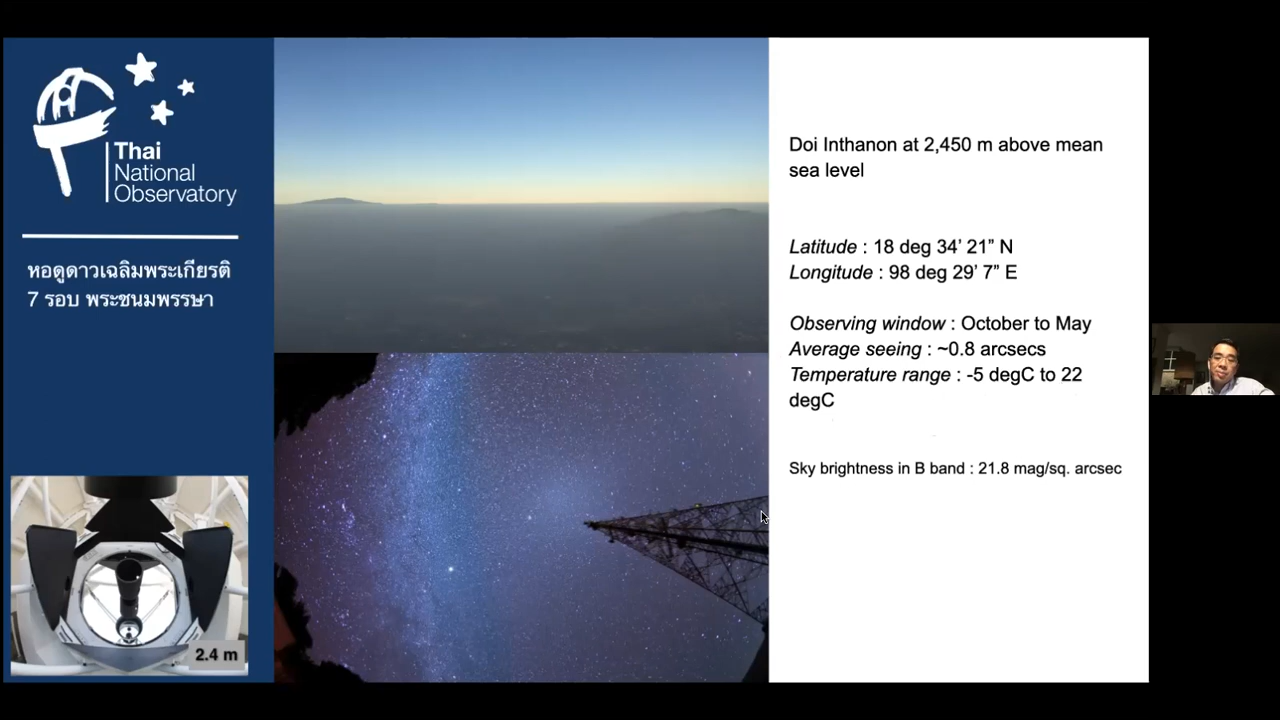 Thai
National
Observatory
หอดูดาวเฉลิมพระเกียรติ
7 รอบ พระชนมพรรษา
2.4 m
Doi Inthanon at 2,450 m above mean
sea level
Latitude : 18 deg 34’ 21” N
Longitude : 98 deg 29’ 7” E
Observing window : October to May
Average seeing : ~0.8 arcsecs
Temperature range : -5 degC to 22
degC
Sky brightness in B band : 21.8 mag/sq. arcsec